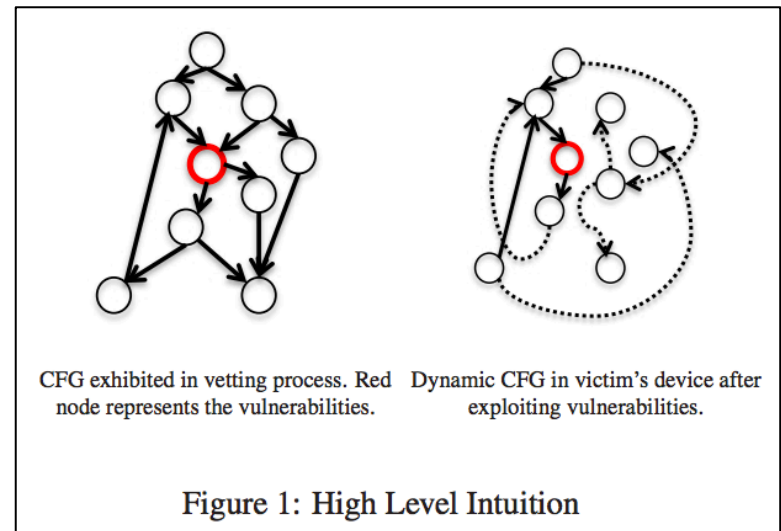 CFG exhibited in vetting process. Red
node represents the vulnerabilities.
Dynamic CFG in victim's device after
exploiting vulnerabilities.
Figure 1: High Level Intuition